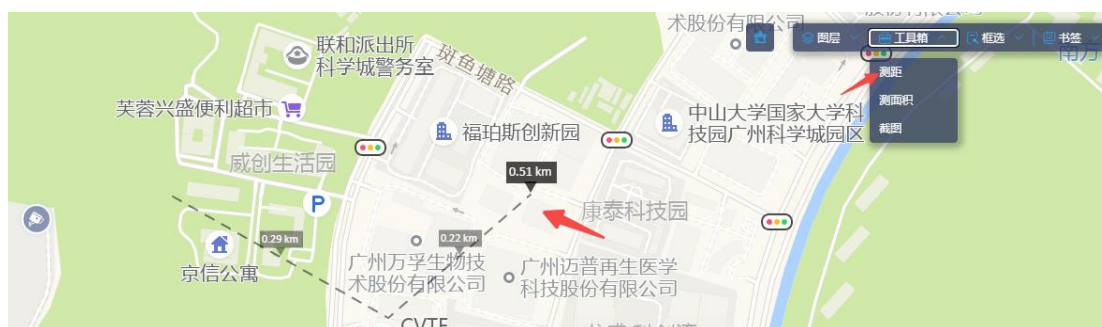 术股份有限公司
图层
工具箱
框选
书签
南方
联和派出所
科学城警务室
斑鱼塘路
测距
测面积
截图
芙蓉兴盛便利超市
福珀斯创新园
中山大学国家大学科
技园广州科学城园区
威创生活园
0.51 km
P
康泰科技园
0.29 km
0.22 km
京信公寓
广州万孚生物技
术股份有限公司
广州迈普再生医学
科技股份有限公司